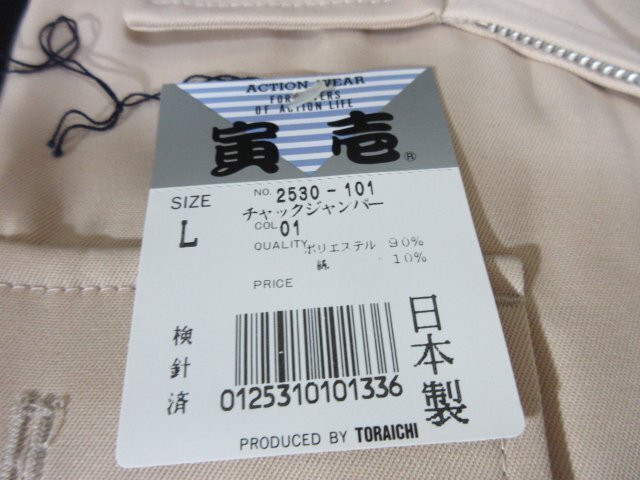 ACTION WEAR
FOR LOVERS
OF ACTION LIFE
寅壱®
SIZE
L
NO. 2530-101
チャックジャンパー
COL 01
QUALITY ポリエステル 90%
綿 10%
PRICE
検針済
日本製
0125310101336
PRODUCED BY TORAICHI